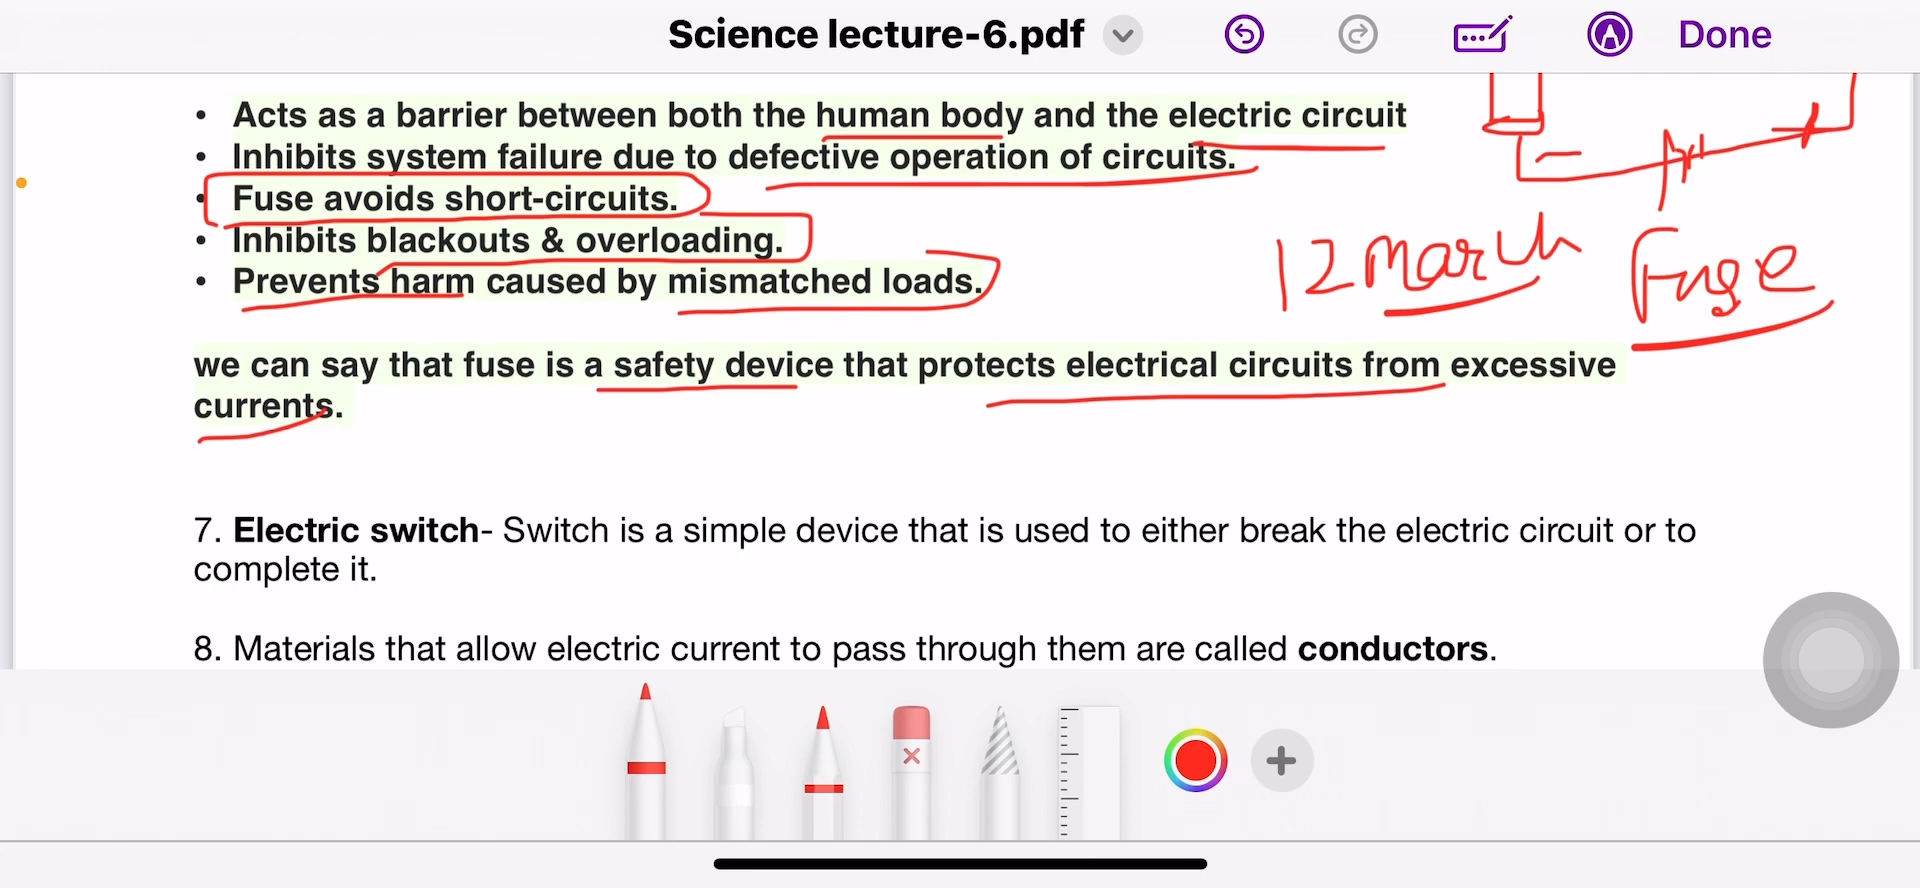 Science lecture-6.pdf
Done
• Acts as a barrier between both the human body and the electric circuit
• Inhibits system failure due to defective operation of circuits.
• Fuse avoids short-circuits.
• Inhibits blackouts & overloading.
• Prevents harm caused by mismatched loads.
12 March Fuse
we can say that fuse is a safety device that protects electrical circuits from excessive
currents.
7. Electric switch- Switch is a simple device that is used to either break the electric circuit or to
complete it.
8. Materials that allow electric current to pass through them are called conductors.